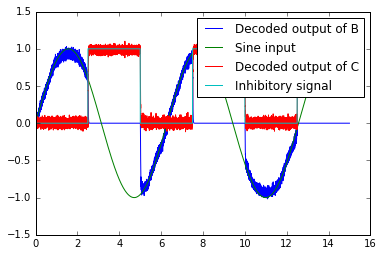 1.5
1.0
0.5
0.0
−0.5
−1.0
−1.5
0 2 4 6 8 10 12 14 16
Decoded output of B
Sine input
Decoded output of C
Inhibitory signal